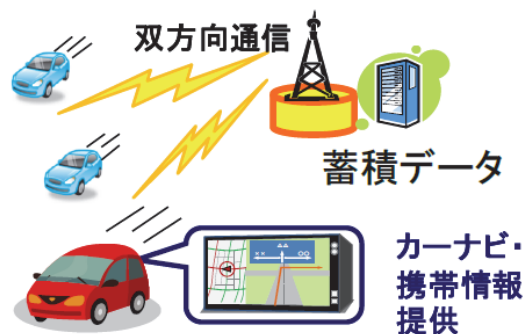 双方向通信
蓄積データ
カーナビ・
携帯情報
提供